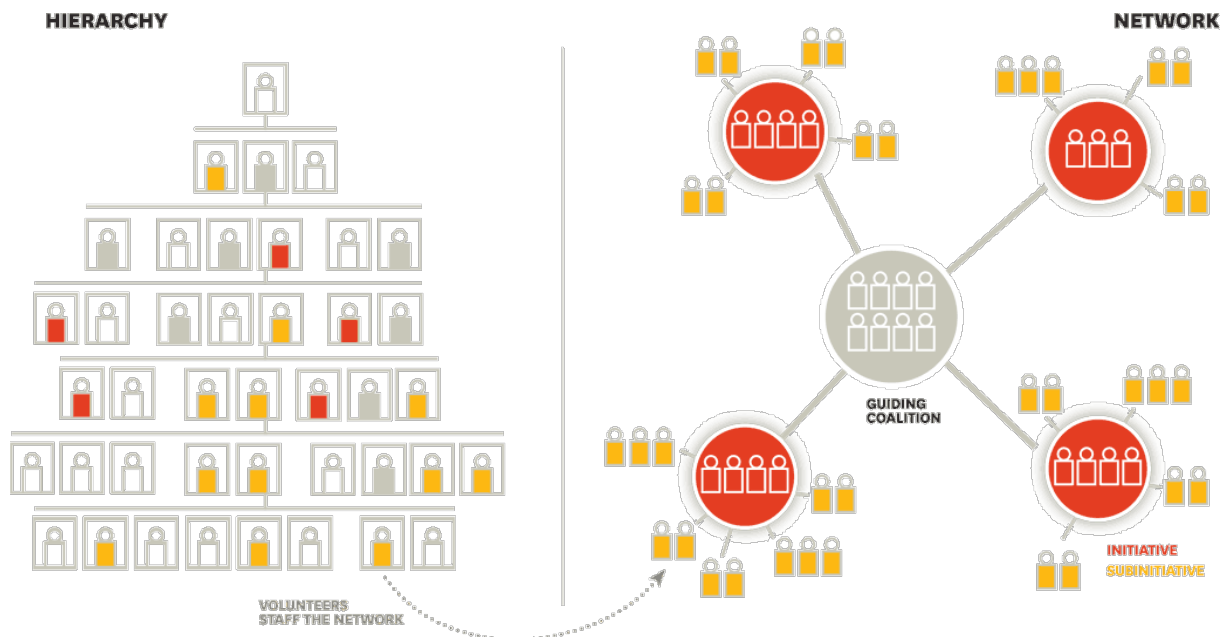 HIERARCHY
NETWORK
GUIDING
COALITION
INITIATIVE
SUBINITIATIVE
VOLUNTEERS
STAFF THE NETWORK